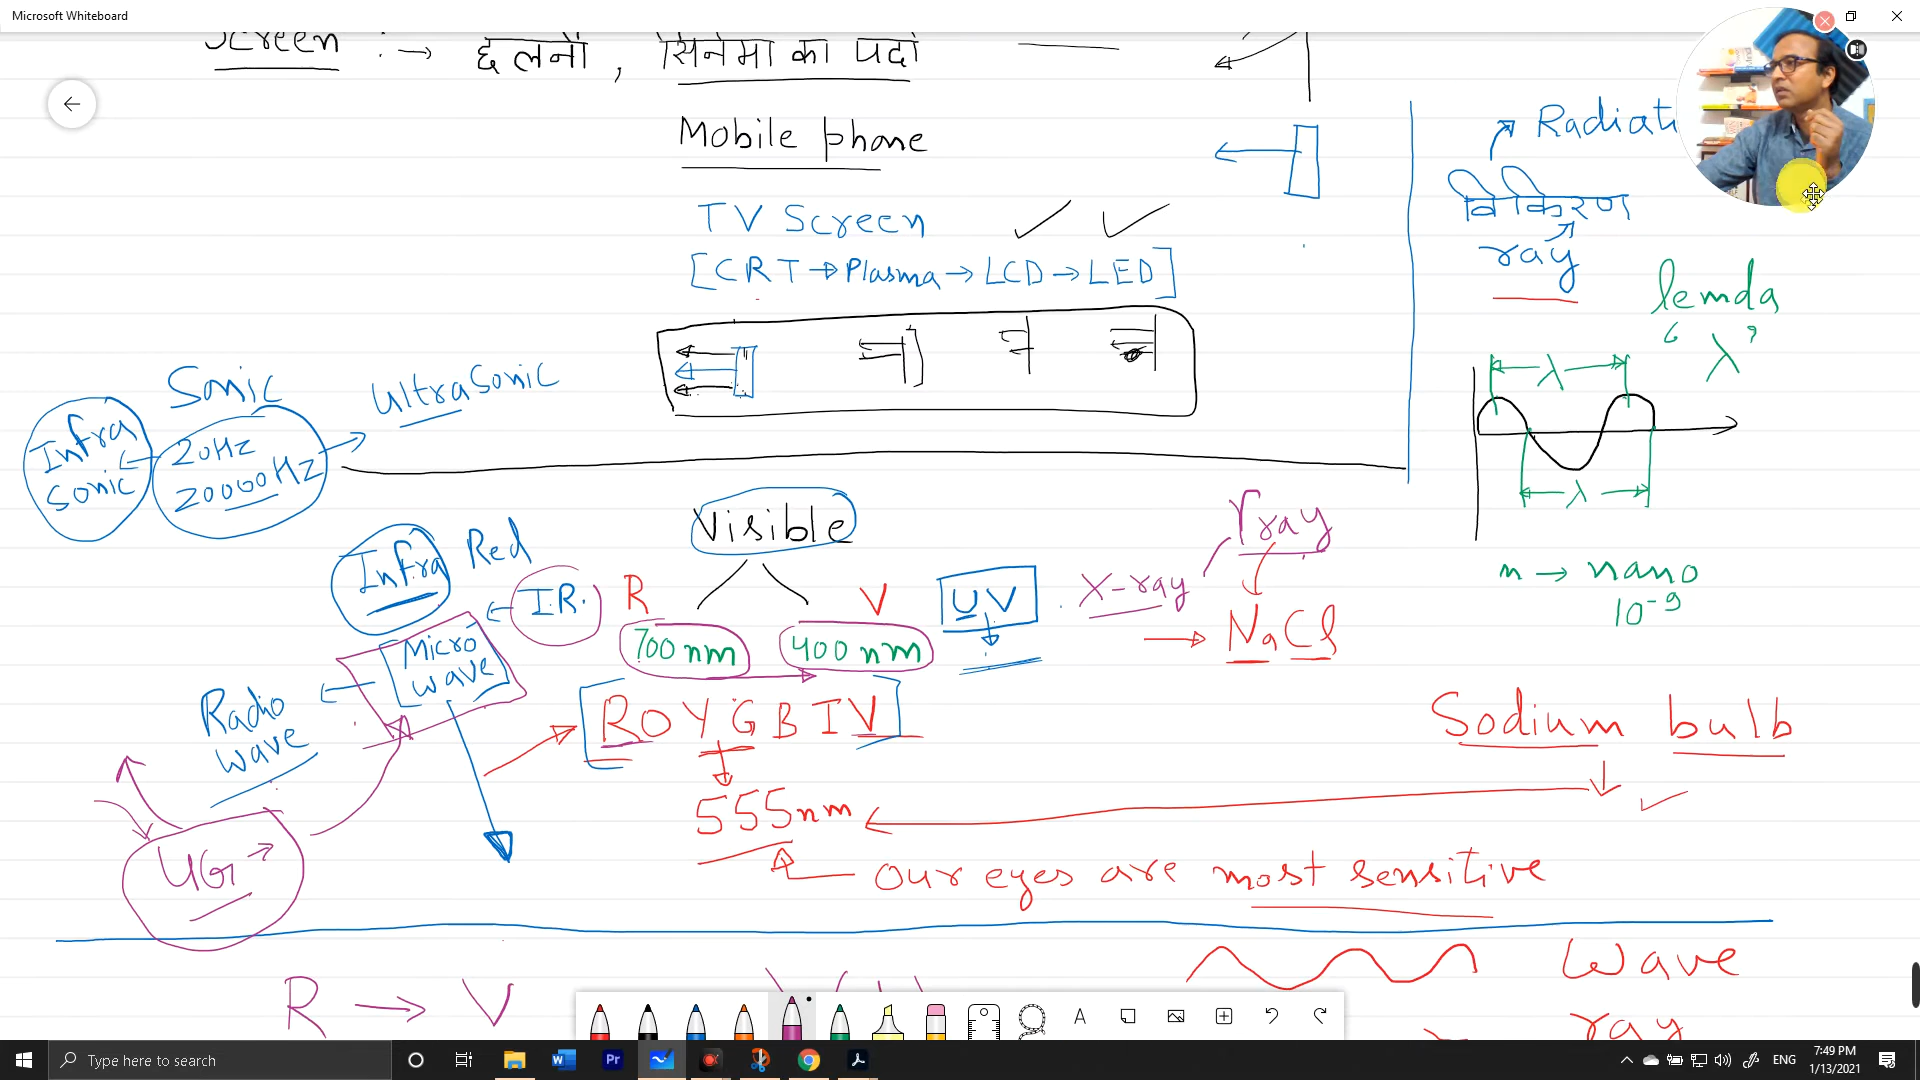 Microsoft Whiteboard
Screen :→ छलनी, सिनेमा का पर्दा
Mobile phone
TV Screen
[CRT → Plasma → LCD → LED]
Radiati
विकिरण
ray
lemda
‘ λ ’
λ
λ
n → nano
10⁻⁹
Sonic
UltraSonic
Infra
Sonic
20Hz
20000Hz
Visible
Infra Red
I.R.
R
V
UV
X-ray
γ ray
→ NaCl
700 nm
400 nm
Micro
wave
Radio
wave
ROYGBIV
555nm
Sodium bulb
our eyes are most sensitive
UG →
R → V
Wave
ray
Type here to search
ENG
7:49 PM
1/13/2021